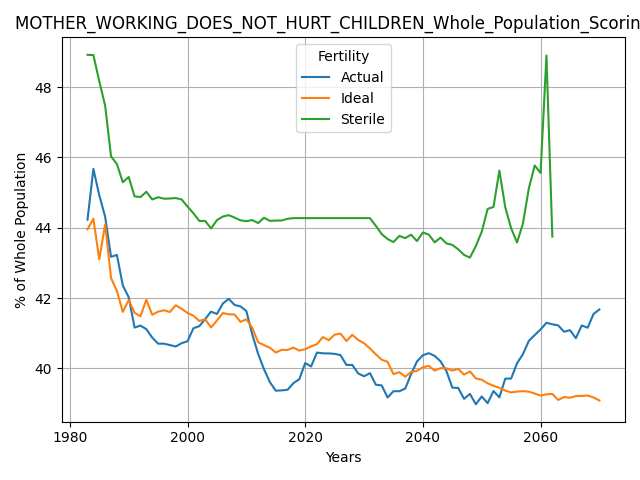 MOTHER_WORKING_DOES_NOT_HURT_CHILDREN_Whole_Population_Scorin
Fertility
Actual
Ideal
Sterile
% of Whole Population
48
46
44
42
40
1980
2000
2020
2040
2060
Years